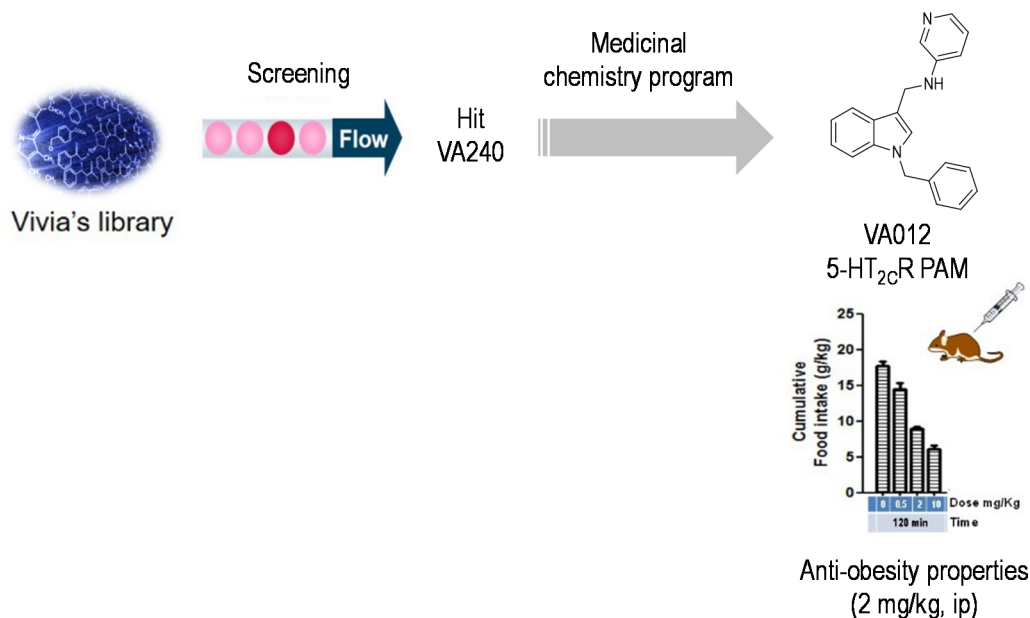 Screening
Flow
Vivia's library
Hit
VA240
Medicinal
chemistry program
N
NH
N
VA012
5-HT2CR PAM
Cumulative
Food intake (g/kg)
25
20
15
10
5
0
0 0.5 2 10 Dose mg/Kg
120 min Time
Anti-obesity properties
(2 mg/kg, ip)